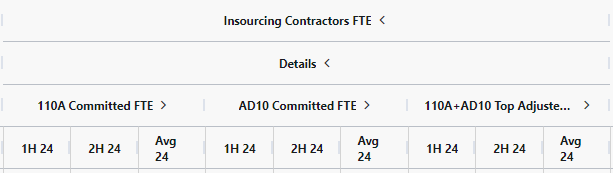 Insourcing Contractors FTE <
Details <
110A Committed FTE > AD10 Committed FTE > 110A+AD10 Top Adjuste... >
1H 24 2H 24 Avg 24 1H 24 2H 24 Avg 24 1H 24 2H 24 Avg 24